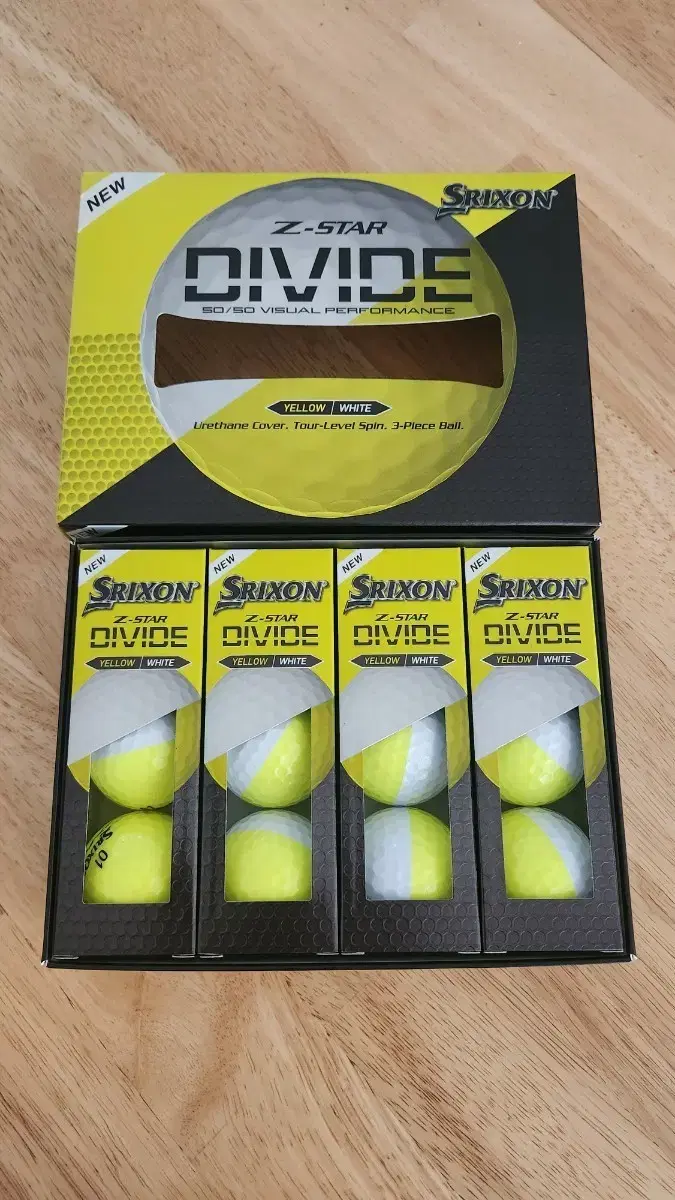 NEW
SRIXON
Z-STAR
DIVIDE
50/50 VISUAL PERFORMANCE
YELLOW | WHITE
Urethane Cover. Tour-Level Spin. 3-Piece Ball.
NEW
SRIXON
Z-STAR
DIVIDE
YELLOW | WHITE
NEW
SRIXON
Z-STAR
DIVIDE
YELLOW | WHITE
NEW
SRIXON
Z-STAR
DIVIDE
YELLOW | WHITE
NEW
SRIXON
Z-STAR
DIVIDE
YELLOW | WHITE
SRIXON
01